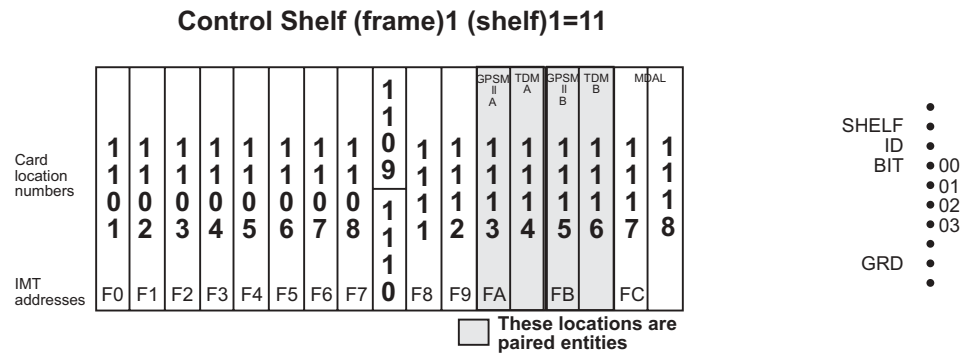 Control Shelf (frame)1 (shelf)1=11
GPSM II A
TDM A
GPSM II B
TDM B
MDAL
Card location numbers
1101
1102
1103
1104
1105
1106
1107
1108
1109
1110
1111
1112
1113
1114
1115
1116
1117
1118
IMT addresses
F0 F1 F2 F3 F4 F5 F6 F7 F8 F9 FA FB FC
These locations are
paired entities
SHELF
ID
BIT
00
01
02
03
GRD